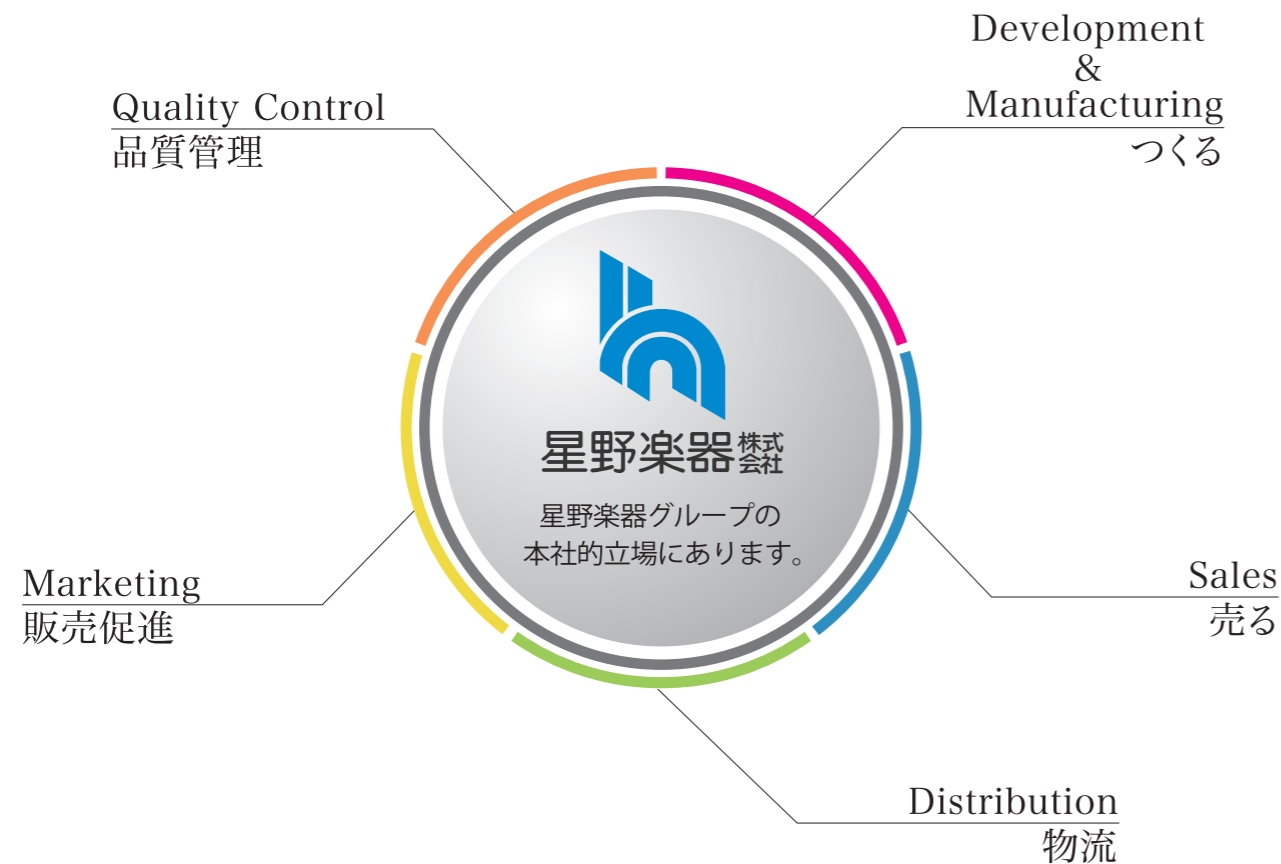 Development
&
Manufacturing
つくる
Quality Control
品質管理
星野楽器株式会社
星野楽器グループの
本社的立場にあります。
Marketing
販売促進
Sales
売る
Distribution
物流